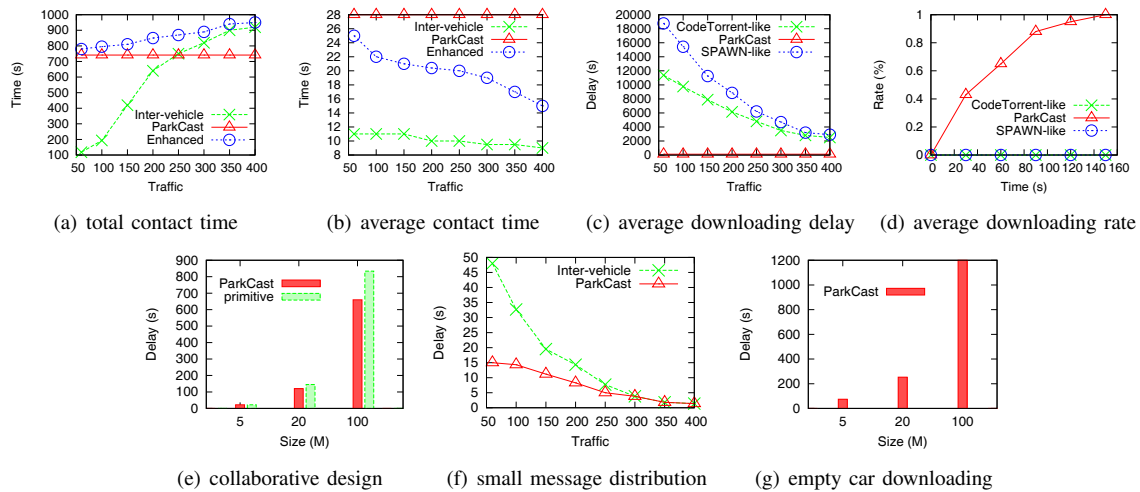 1000
900
800
700
600
500
400
300
200
100
Time (s)
50 100 150 200 250 300 350 400
Traffic
Inter-vehicle
ParkCast
Enhanced
(a) total contact time
28
26
24
22
20
18
16
14
12
10
8
Time (s)
50 100 150 200 250 300 350 400
Traffic
Inter-vehicle
ParkCast
Enhanced
(b) average contact time
20000
18000
16000
14000
12000
10000
8000
6000
4000
2000
0
Delay (s)
50 100 150 200 250 300 350 400
Traffic
CodeTorrent-like
ParkCast
SPAWN-like
(c) average downloading delay
1
0.8
0.6
0.4
0.2
0
Rate (%)
0 20 40 60 80 100 120 140 160
Time (s)
CodeTorrent-like
ParkCast
SPAWN-like
(d) average downloading rate
900
800
700
600
500
400
300
200
100
0
Delay (s)
5 20 100
Size (M)
ParkCast
primitive
(e) collaborative design
50
45
40
35
30
25
20
15
10
5
0
Delay (s)
50 100 150 200 250 300 350 400
Traffic
Inter-vehicle
ParkCast
(f) small message distribution
1200
1000
800
600
400
200
0
Delay (s)
5 20 100
Size (M)
ParkCast
(g) empty car downloading